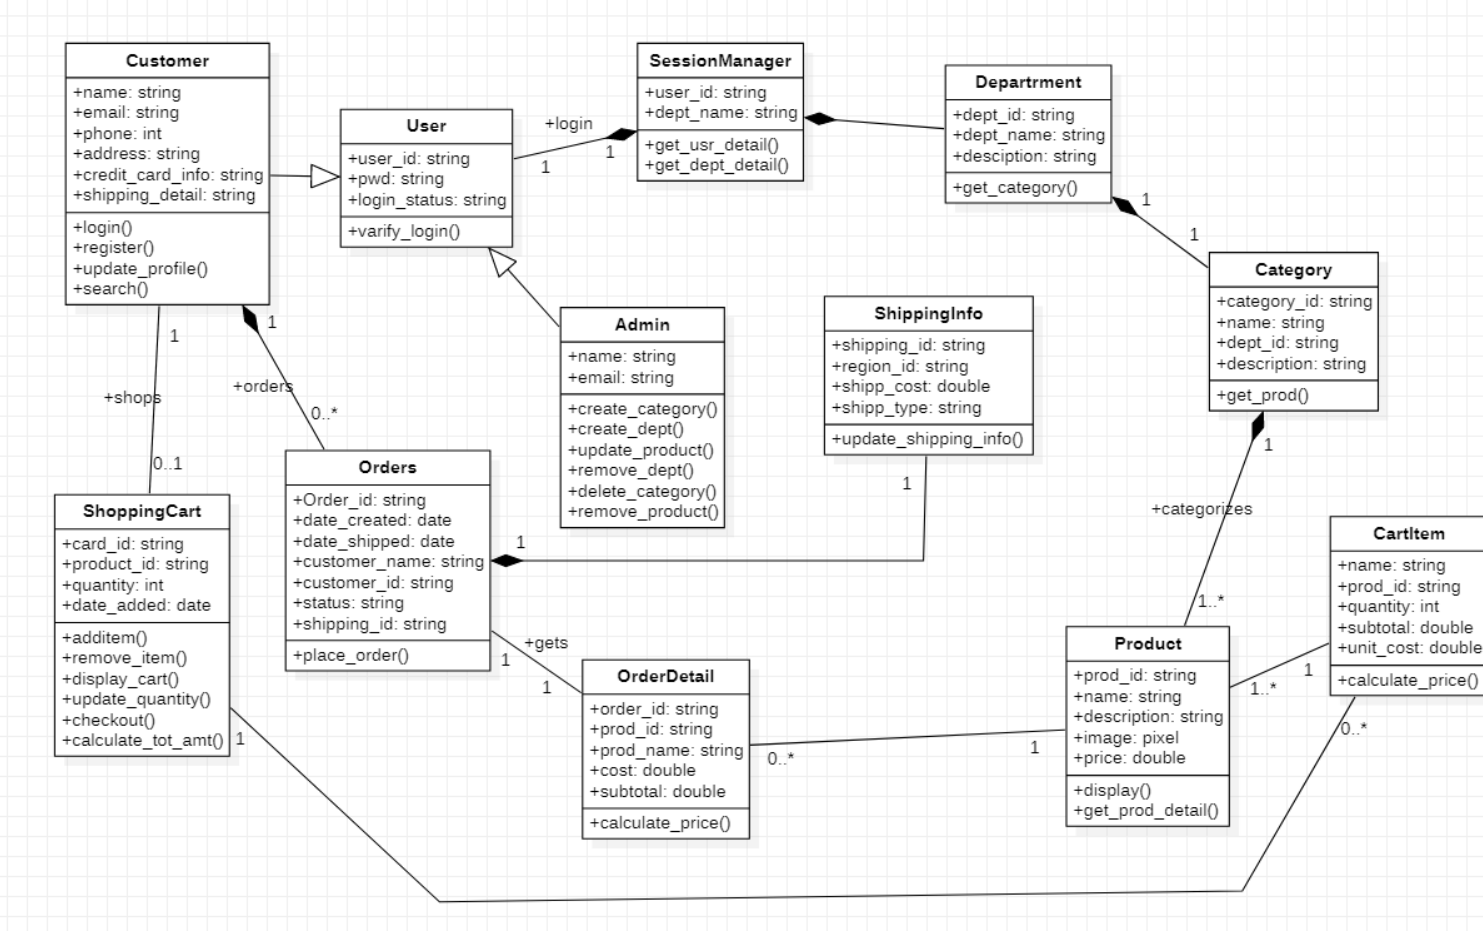 Customer
+name: string
+email: string
+phone: int
+address: string
+credit_card_info: string
+shipping_detail: string
+login()
+register()
+update_profile()
+search()
User
+user_id: string
+pwd: string
+login_status: string
+varify_login()
+login
1
1
SessionManager
+user_id: string
+dept_name: string
+get_usr_detail()
+get_dept_detail()
Departrment
+dept_id: string
+dept_name: string
+desciption: string
+get_category()
1
1
Category
+category_id: string
+name: string
+dept_id: string
+description: string
+get_prod()
1
+categorizes
1..*
Admin
+name: string
+email: string
+create_category()
+create_dept()
+update_product()
+remove_dept()
+delete_category()
+remove_product()
ShippingInfo
+shipping_id: string
+region_id: string
+shipp_cost: double
+shipp_type: string
+update_shipping_info()
1
1
1
+shops
0..1
1
+orders
0..*
ShoppingCart
+card_id: string
+product_id: string
+quantity: int
+date_added: date
+additem()
+remove_item()
+display_cart()
+update_quantity()
+checkout()
+calculate_tot_amt()
1
Orders
+Order_id: string
+date_created: date
+date_shipped: date
+customer_name: string
+customer_id: string
+status: string
+shipping_id: string
+place_order()
+gets
1
1
OrderDetail
+order_id: string
+prod_id: string
+prod_name: string
+cost: double
+subtotal: double
+calculate_price()
0..*
1
Product
+prod_id: string
+name: string
+description: string
+image: pixel
+price: double
+display()
+get_prod_detail()
1..*
1
CartItem
+name: string
+prod_id: string
+quantity: int
+subtotal: double
+unit_cost: double
+calculate_price()
0..*